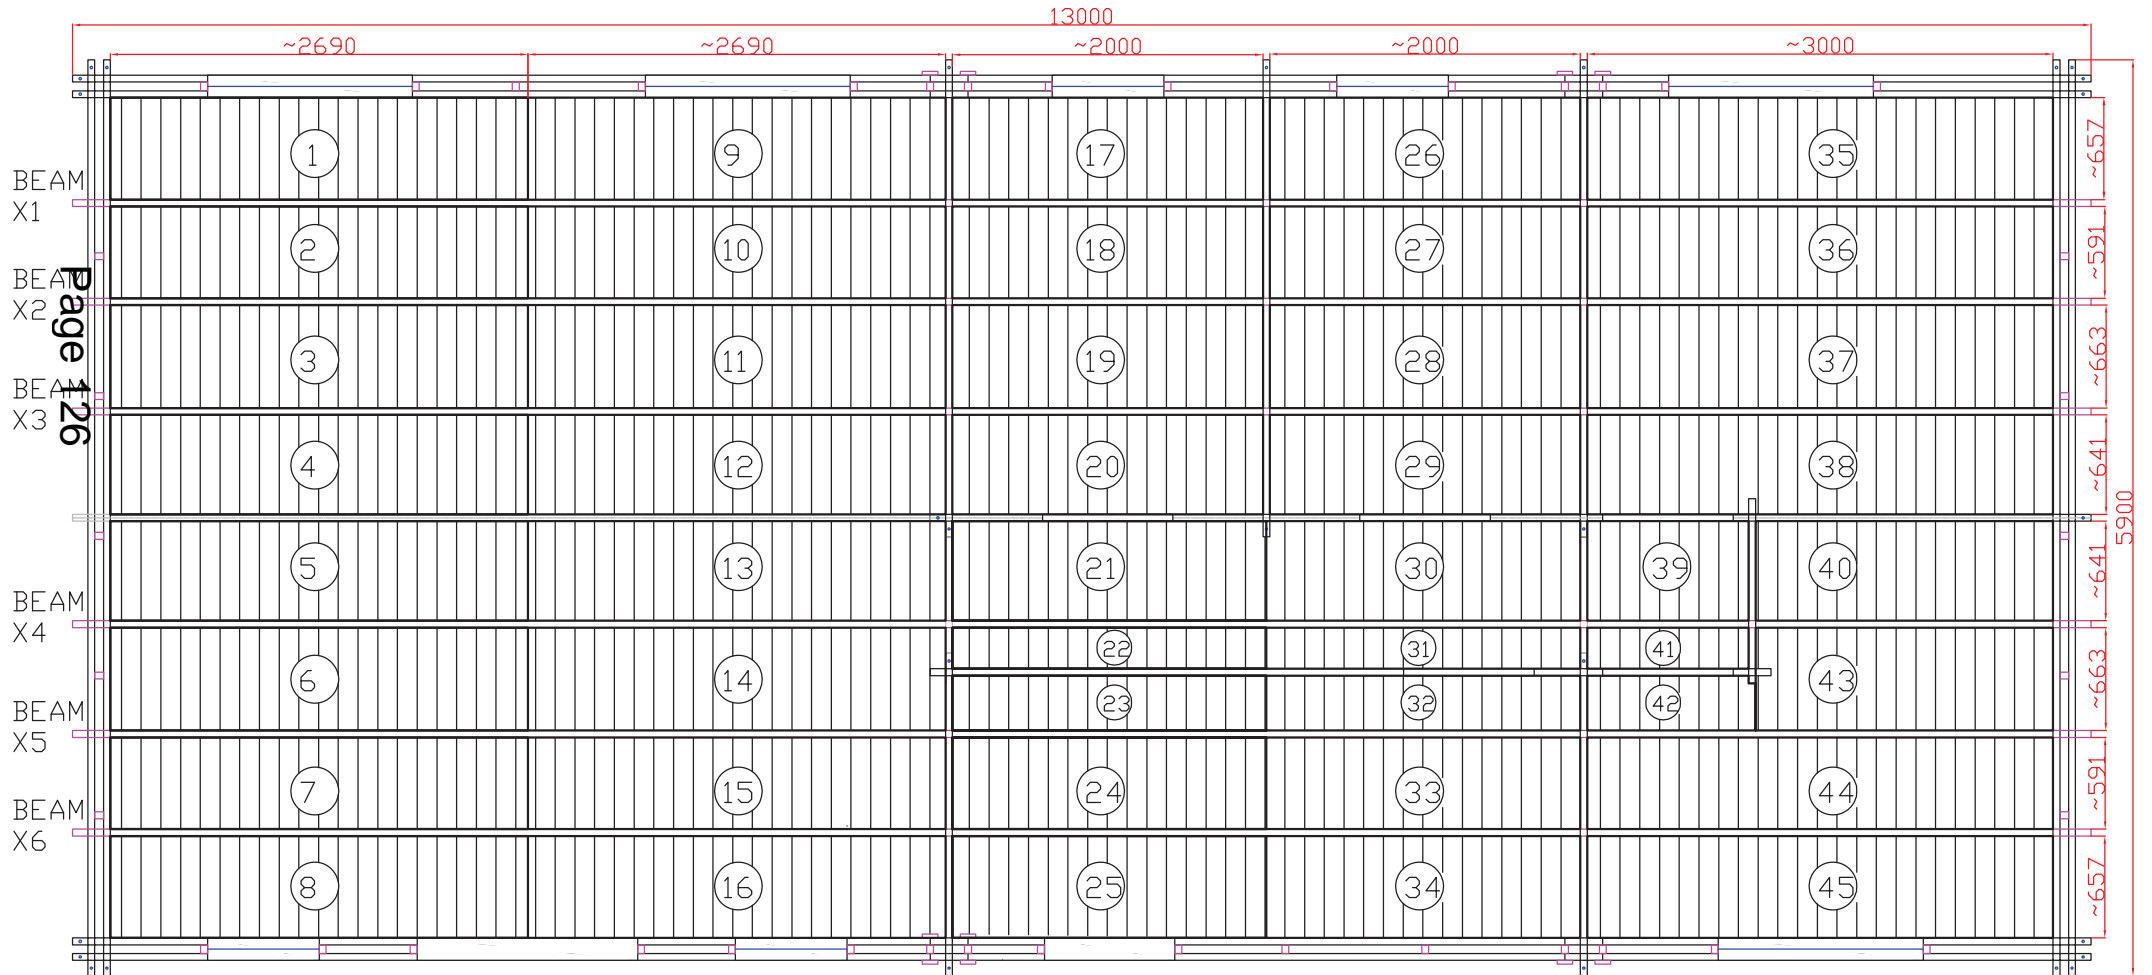 13000
~2690 ~2690 ~2000 ~2000 ~3000
1 9 17 26 35
~657
BEAM
X1
2 10 18 27 36
~591
BEAM
X2
Page 126
3 11 19 28 37
~663
BEAM
X3
4 12 20 29 38
~641
5900
5 13 21 30 39 40
~641
BEAM
X4
22 31 41
6 14 43
~663
23 32 42
BEAM
X5
7 15 24 33 44
~591
BEAM
X6
8 16 25 34 45
~657